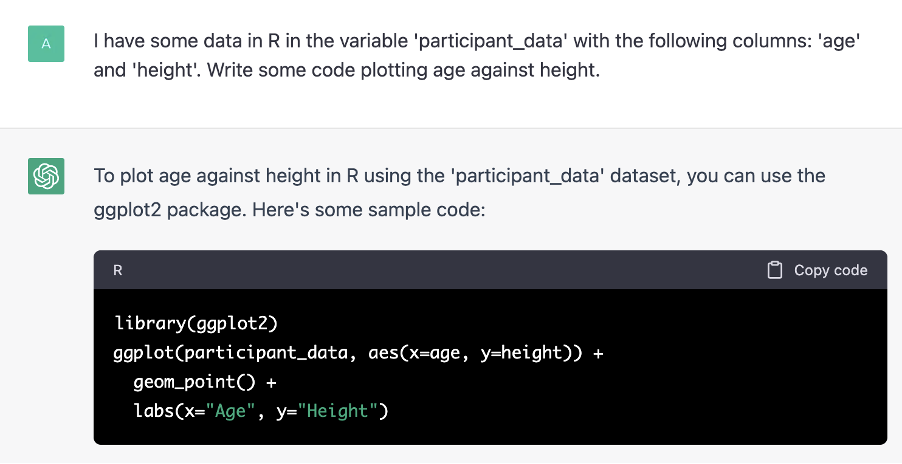 A
I have some data in R in the variable 'participant_data' with the following columns: 'age'
and 'height'. Write some code plotting age against height.
To plot age against height in R using the 'participant_data' dataset, you can use the
ggplot2 package. Here's some sample code:
R Copy code
library(ggplot2)
ggplot(participant_data, aes(x=age, y=height)) +
  geom_point() +
  labs(x="Age", y="Height")